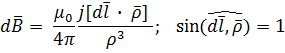 dB̅ = μ₀/4π j[dl̅ · ρ̅]/ρ³; sin(dl̅, ρ̅) = 1